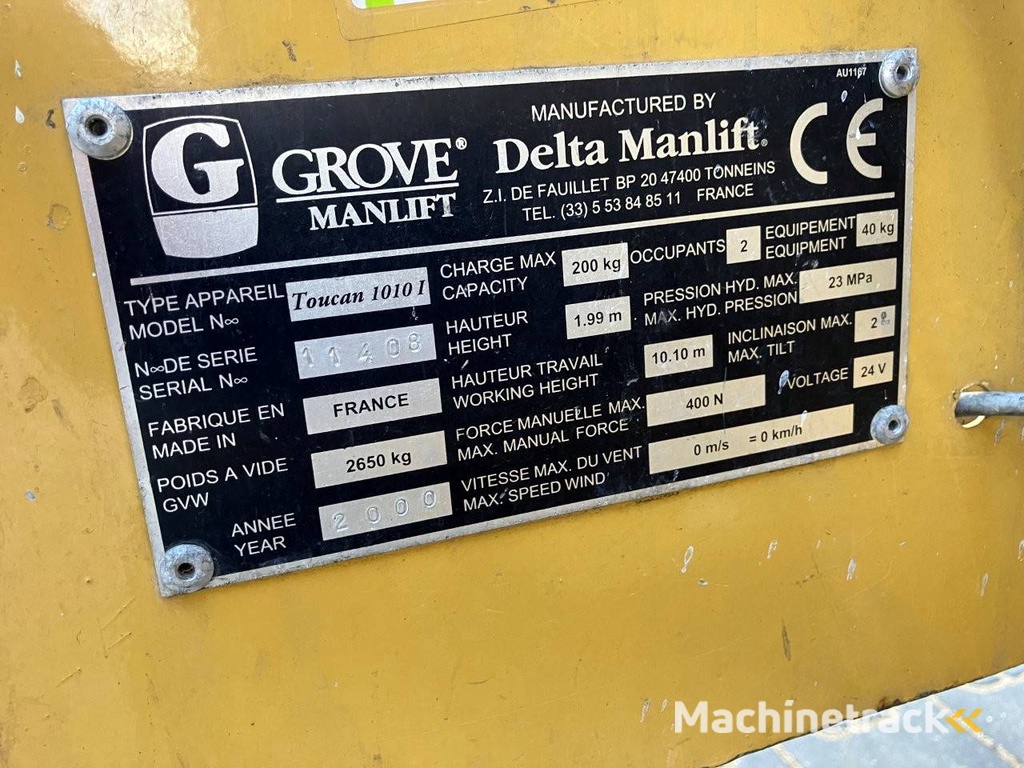 AU1167
G
GROVE®
MANLIFT
MANUFACTURED BY
Delta Manlift®
Z.I. DE FAUILLET BP 20 47400 TONNEINS
TEL. (33) 5 53 84 85 11 FRANCE
CE
TYPE APPAREIL
MODEL N∞
Toucan 1010 I
N∞DE SERIE
SERIAL N∞
11408
FABRIQUE EN
MADE IN
FRANCE
POIDS A VIDE
GVW
2650 kg
ANNEE
YEAR
2000
CHARGE MAX
CAPACITY
200 kg
OCCUPANTS
2
EQUIPEMENT
EQUIPMENT
40 kg
HAUTEUR
HEIGHT
1.99 m
PRESSION HYD. MAX.
MAX. HYD. PRESSION
23 MPa
HAUTEUR TRAVAIL
WORKING HEIGHT
10.10 m
INCLINAISON MAX.
MAX. TILT
2°
FORCE MANUELLE MAX.
MAX. MANUAL FORCE
400 N
VOLTAGE
24 V
VITESSE MAX. DU VENT
MAX. SPEED WIND
0 m/s = 0 km/h
Machinetrack